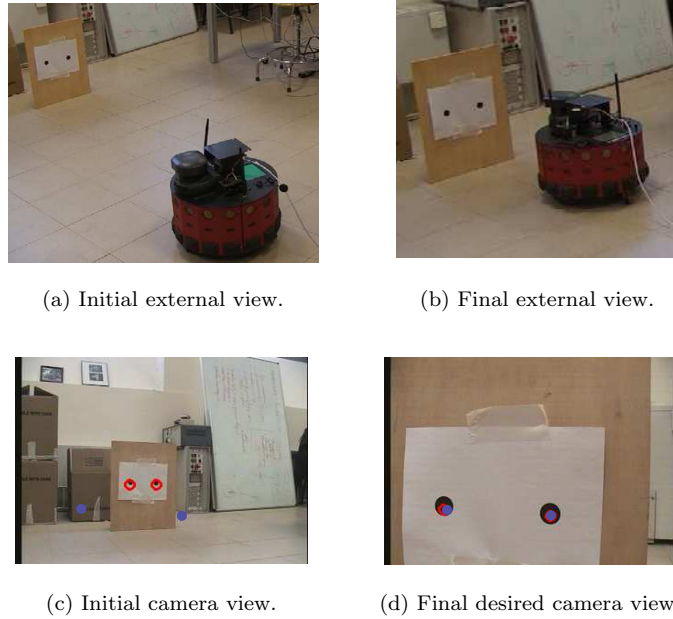 (a) Initial external view.
(b) Final external view.
(c) Initial camera view.
(d) Final desired camera view